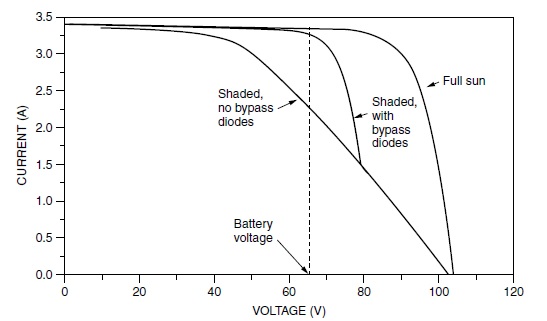 3.5
3.0
2.5
2.0
1.5
1.0
0.5
0.0
CURRENT (A)
Full sun
Shaded,
no bypass
diodes
Shaded,
with
bypass
diodes
Battery
voltage
0
20
40
60
80
100
120
VOLTAGE (V)